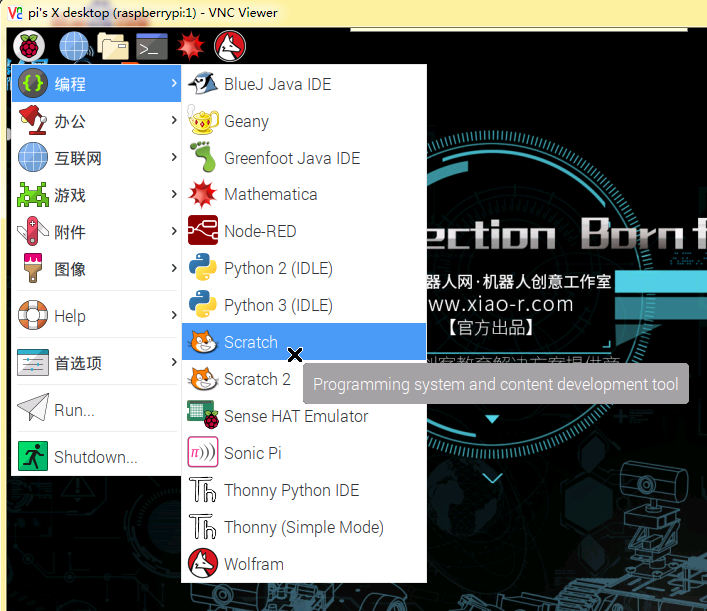 pi's X desktop (raspberrypi:1) - VNC Viewer
编程
办公
互联网
游戏
附件
图像
Help
首选项
Run...
Shutdown...
BlueJ Java IDE
Geany
Greenfoot Java IDE
Mathematica
Node-RED
Python 2 (IDLE)
Python 3 (IDLE)
Scratch
Scratch 2
Sense HAT Emulator
Sonic Pi
Thonny Python IDE
Thonny (Simple Mode)
Wolfram
Programming system and content development tool
ection Born f
器人网·机器人创意工作室
ww.xiao-r.com
【官方出品】